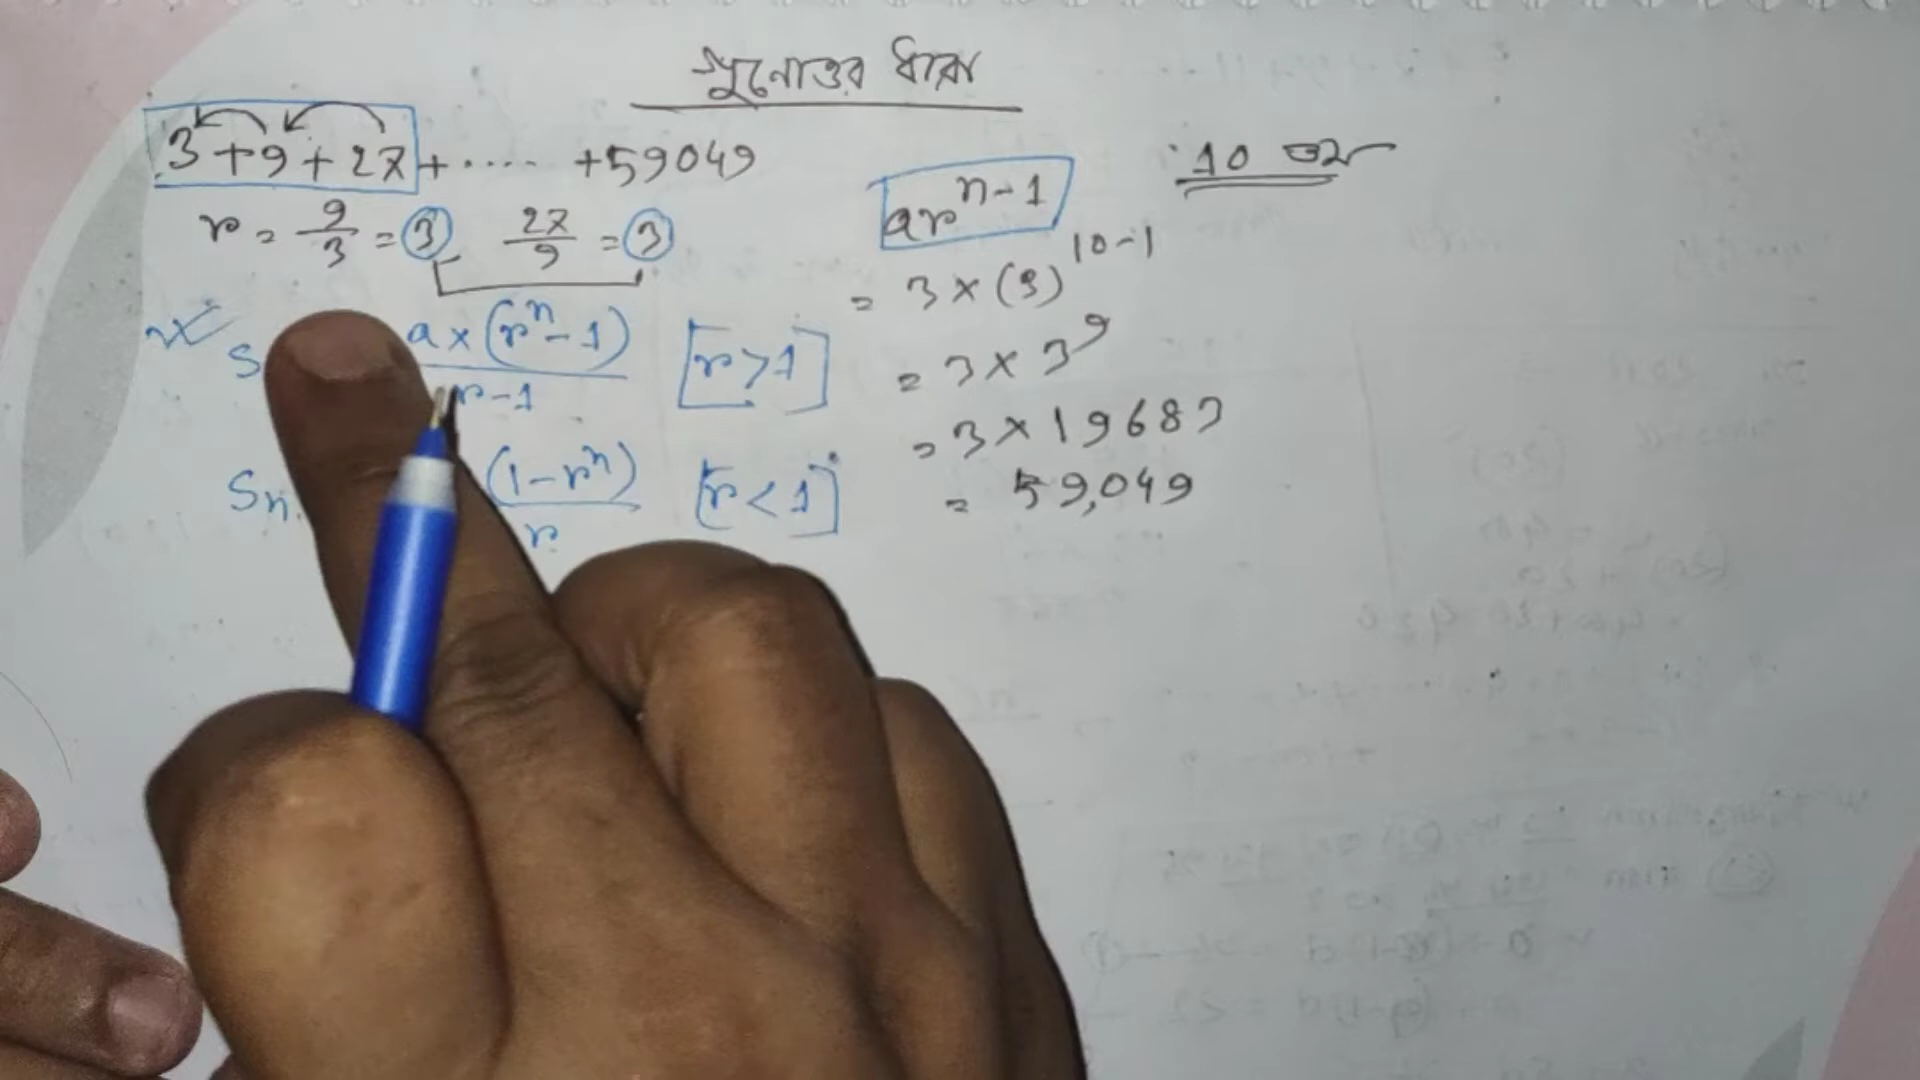 গুনোত্তর ধারা
3+9+27+ ..... +59049
r = 9/3 = 3 27/9 = 3
S a×(r^n-1)/r-1 [r>1]
Sn (1-r^n)/r [r<1]
10 তম
ar^n-1
= 3×(3)^10-1
= 3×3^9
= 3×19683
= 59,049